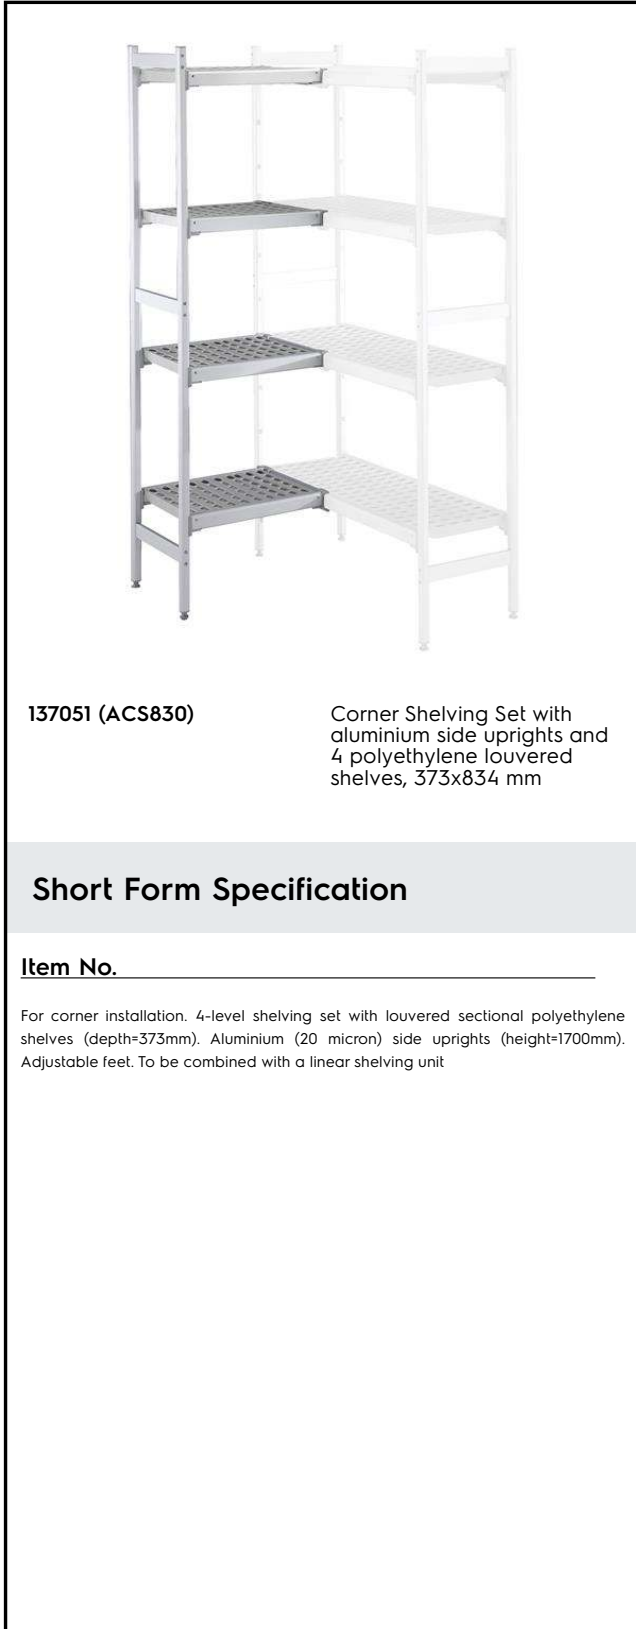 137051 (ACS830)
Corner Shelving Set with
aluminium side uprights and
4 polyethylene louvered
shelves, 373x834 mm
Short Form Specification
Item No.
For corner installation. 4-level shelving set with louvered sectional polyethylene
shelves (depth=373mm). Aluminium (20 micron) side uprights (height=1700mm).
Adjustable feet. To be combined with a linear shelving unit